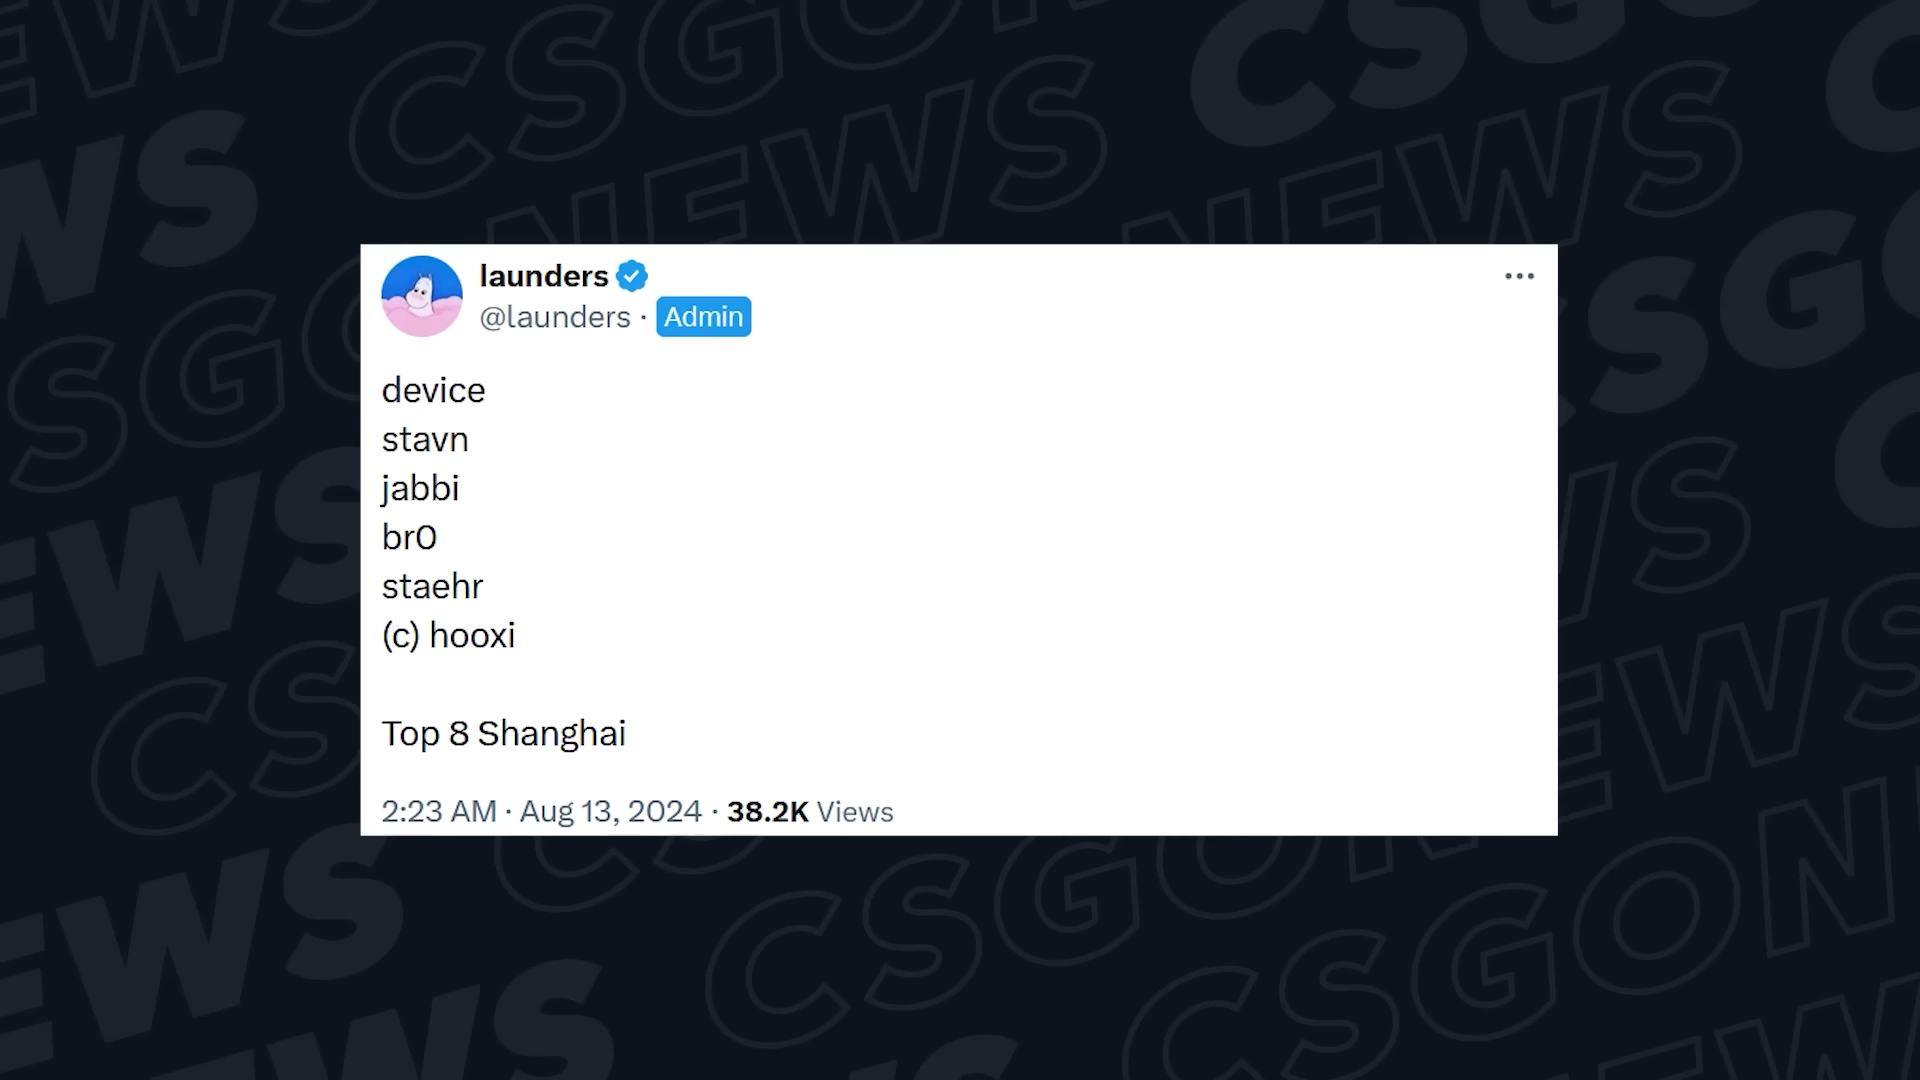 CSGONEWS
launders
@launders · Admin
device
stavn
jabbi
br0
staehr
(c) hooxi
Top 8 Shanghai
2:23 AM · Aug 13, 2024 · 38.2K Views